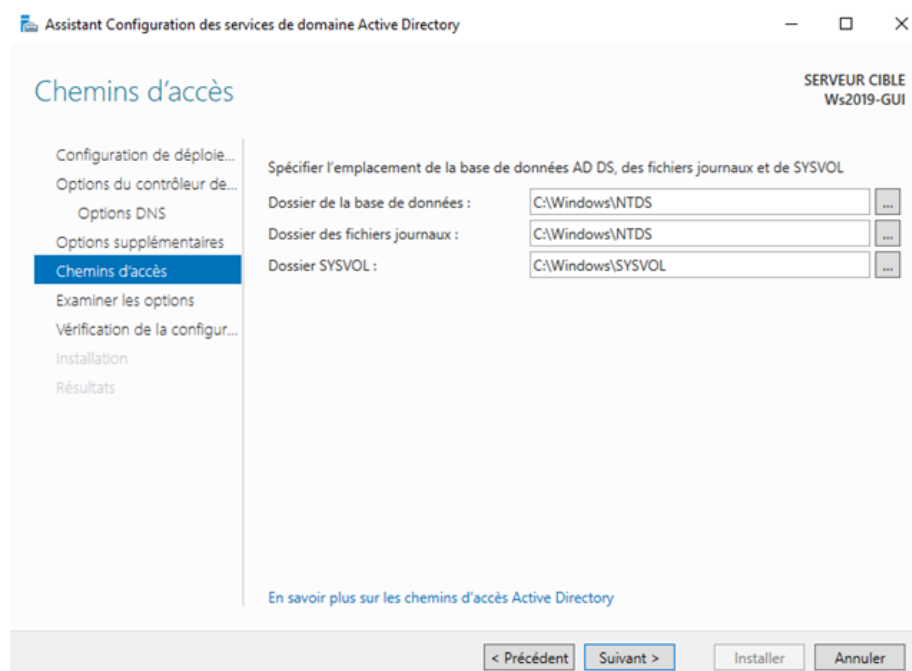 Assistant Configuration des services de domaine Active Directory
Chemins d'accès
SERVEUR CIBLE
Ws2019-GUI
Configuration de déploie...
Options du contrôleur de...
Options DNS
Options supplémentaires
Chemins d'accès
Examiner les options
Vérification de la configur...
Installation
Résultats
Spécifier l'emplacement de la base de données AD DS, des fichiers journaux et de SYSVOL
Dossier de la base de données : C:\Windows\NTDS ...
Dossier des fichiers journaux : C:\Windows\NTDS ...
Dossier SYSVOL : C:\Windows\SYSVOL ...
En savoir plus sur les chemins d'accès Active Directory
< Précédent Suivant > Installer Annuler